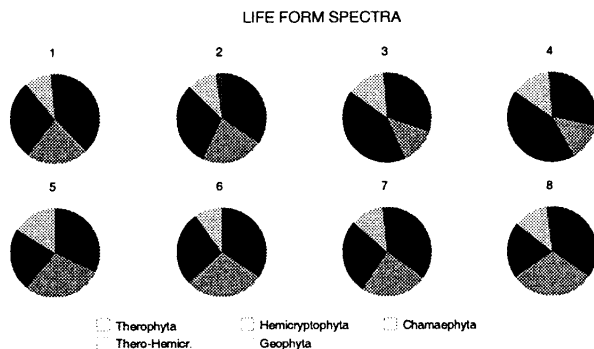 LIFE FORM SPECTRA
1 2 3 4
5 6 7 8
Therophyta Hemicryptophyta Chamaephyta
Thero-Hemicr. Geophyta